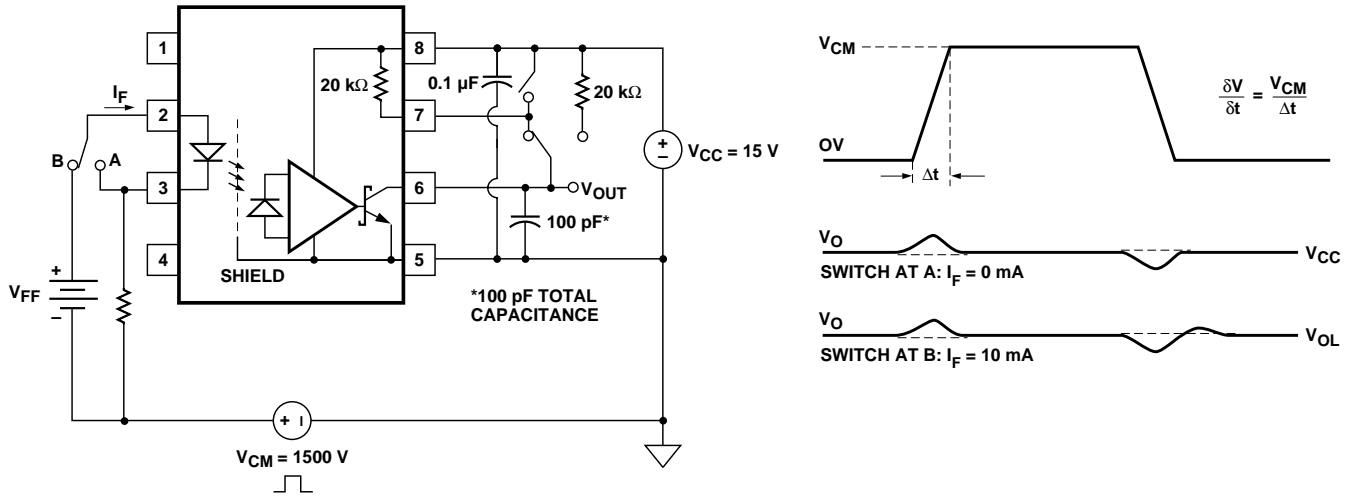 1
2
3
4
8
7
6
5
I_F
B
A
V_FF
+
–
20 kΩ
SHIELD
0.1 µF
20 kΩ
100 pF*
V_OUT
+
–
V_CC = 15 V
*100 pF TOTAL
CAPACITANCE
+ –
V_CM = 1500 V
V_CM
OV
Δt
δV/δt = V_CM/Δt
V_O
V_CC
SWITCH AT A: I_F = 0 mA
V_O
V_OL
SWITCH AT B: I_F = 10 mA